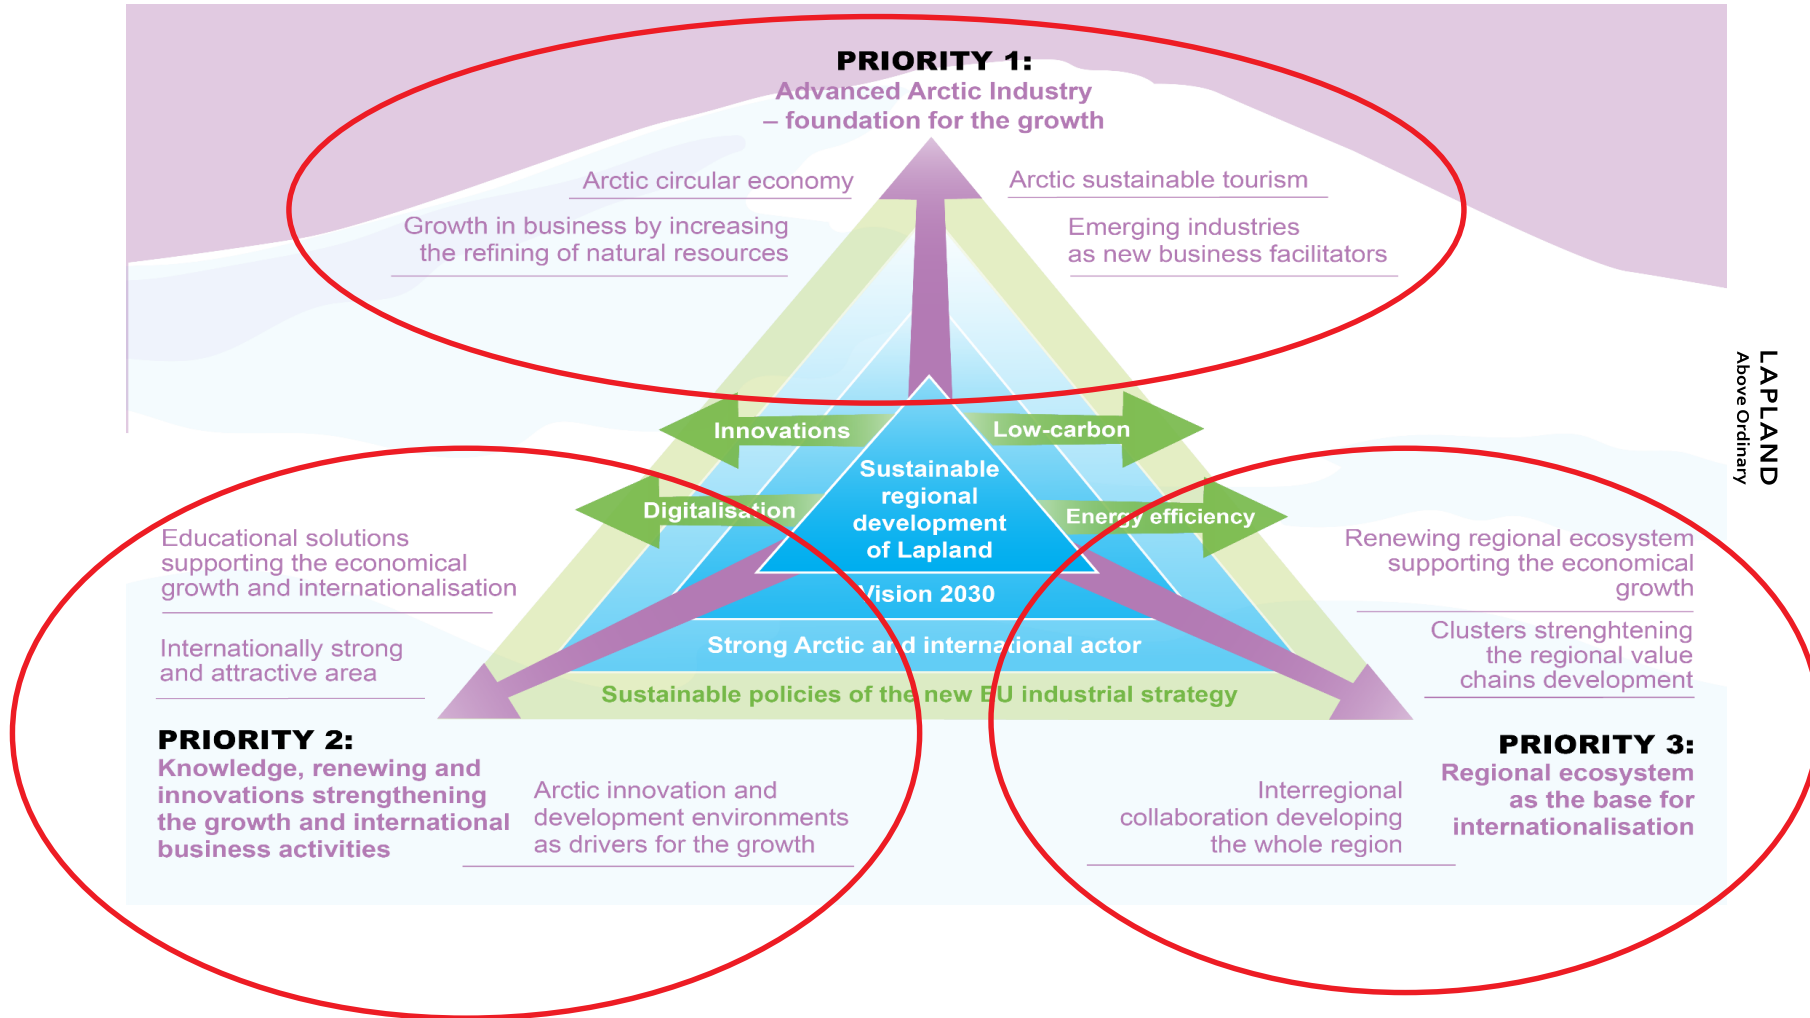 PRIORITY 1:
Advanced Arctic Industry
– foundation for the growth
Arctic circular economy
Growth in business by increasing
the refining of natural resources
Arctic sustainable tourism
Emerging industries
as new business facilitators
Innovations
Low-carbon
Digitalisation
Energy efficiency
Sustainable
regional
development
of Lapland
Vision 2030
Strong Arctic and international actor
Sustainable policies of the new EU industrial strategy
Educational solutions
supporting the economical
growth and internationalisation
Internationally strong
and attractive area
PRIORITY 2:
Knowledge, renewing and
innovations strengthening
the growth and international
business activities
Arctic innovation and
development environments
as drivers for the growth
Renewing regional ecosystem
supporting the economical
growth
Clusters strenghtening
the regional value
chains development
PRIORITY 3:
Regional ecosystem
as the base for
internationalisation
Interregional
collaboration developing
the whole region
LAPLAND
Above Ordinary